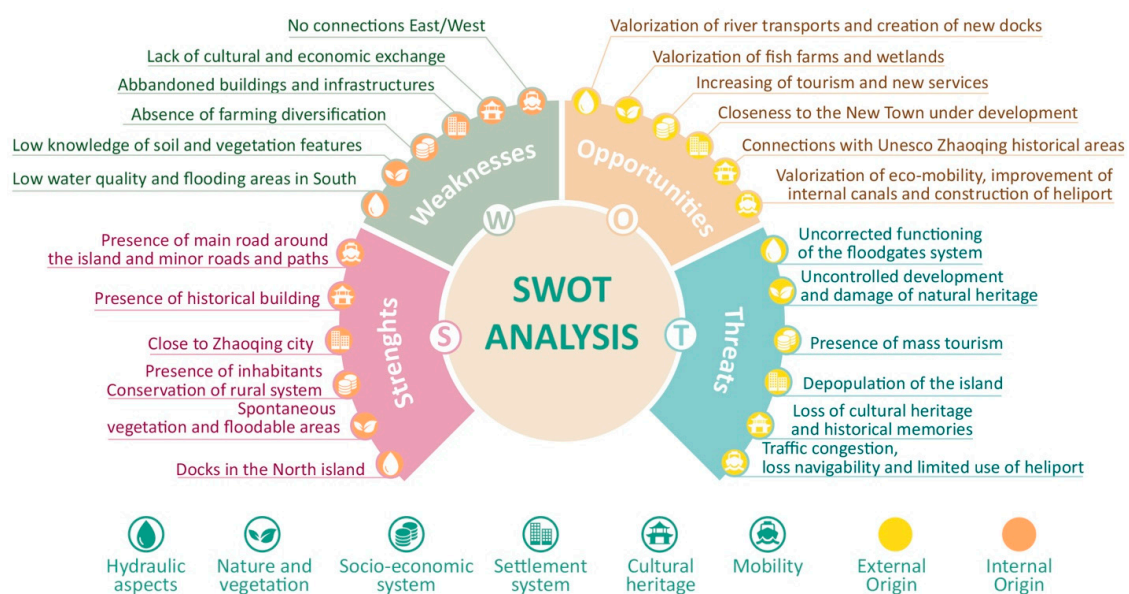 No connections East/West
Lack of cultural and economic exchange
Abbandoned buildings and infrastructures
Absence of farming diversification
Low knowledge of soil and vegetation features
Low water quality and flooding areas in South
Weaknesses
W
Valorization of river transports and creation of new docks
Valorization of fish farms and wetlands
Increasing of tourism and new services
Closeness to the New Town under development
Connections with Unesco Zhaoqing historical areas
Valorization of eco-mobility, improvement of
internal canals and construction of heliport
Opportunities
O
Presence of main road around
the island and minor roads and paths
Presence of historical building
Close to Zhaoqing city
Presence of inhabitants
Conservation of rural system
Spontaneous
vegetation and floodable areas
Docks in the North island
Strenghts
S
SWOT
ANALYSIS
T
Threats
Uncorrected functioning
of the floodgates system
Uncontrolled development
and damage of natural heritage
Presence of mass tourism
Depopulation of the island
Loss of cultural heritage
and historical memories
Traffic congestion,
loss navigability and limited use of heliport
Hydraulic
aspects
Nature and
vegetation
Socio-economic
system
Settlement
system
Cultural
heritage
Mobility
External
Origin
Internal
Origin